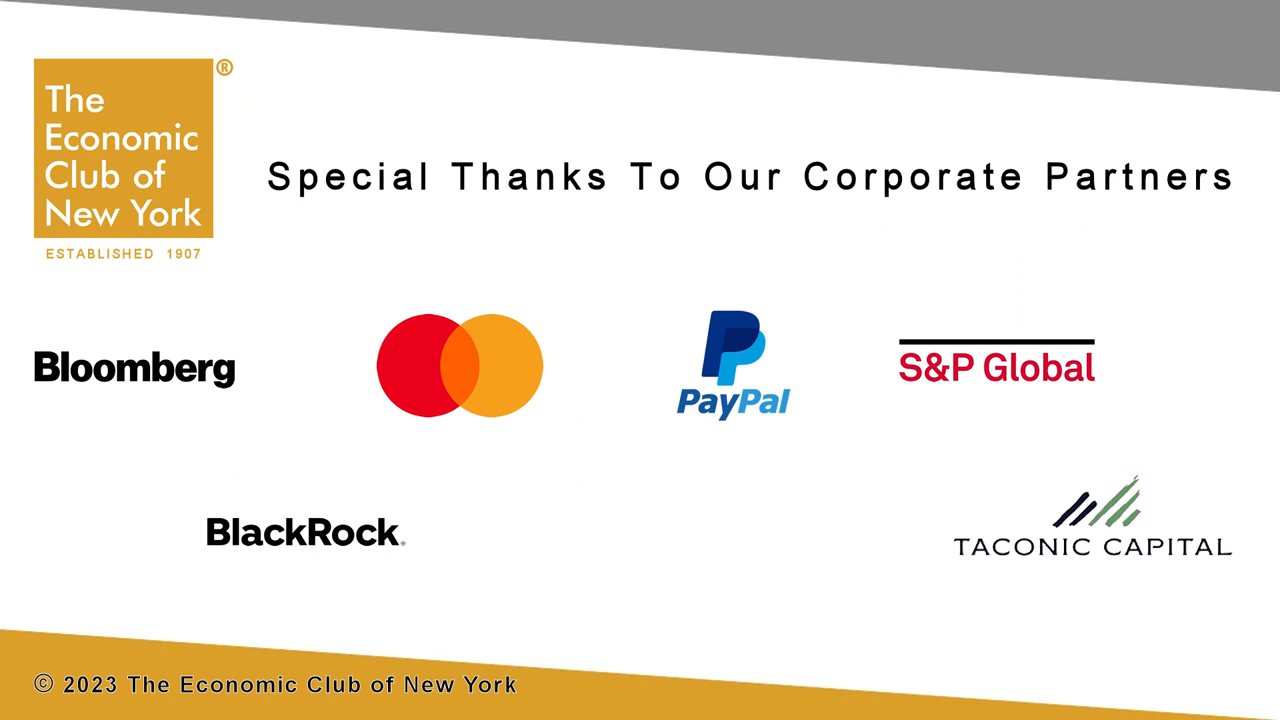 The
Economic
Club of
New York
®
ESTABLISHED 1907
Special Thanks To Our Corporate Partners
Bloomberg
PayPal
S&P Global
BlackRock®
TACONIC CAPITAL
© 2023 The Economic Club of New York